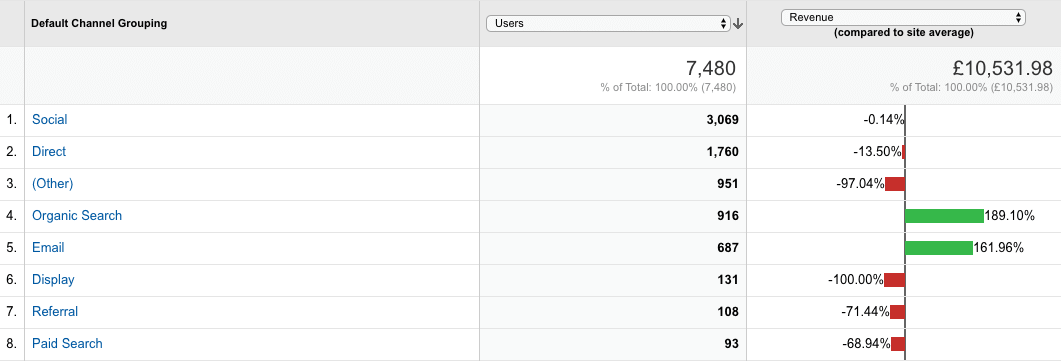 Default Channel Grouping
Users
Revenue
(compared to site average)
7,480
% of Total: 100.00% (7,480)
£10,531.98
% of Total: 100.00% (£10,531.98)
1. Social 3,069 -0.14%
2. Direct 1,760 -13.50%
3. (Other) 951 -97.04%
4. Organic Search 916 189.10%
5. Email 687 161.96%
6. Display 131 -100.00%
7. Referral 108 -71.44%
8. Paid Search 93 -68.94%